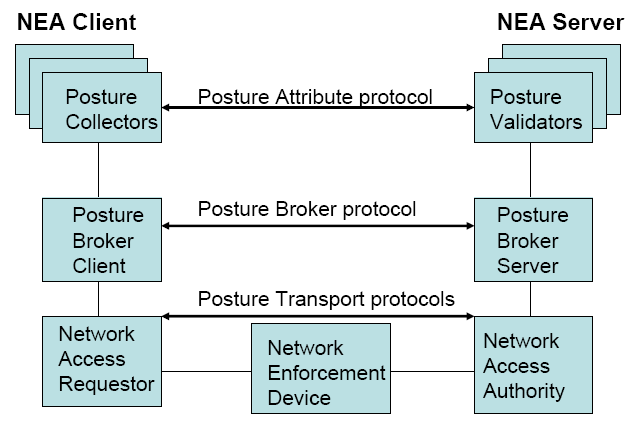 NEA Client
NEA Server
Posture
Collectors
Posture Attribute protocol
Posture
Validators
Posture
Broker
Client
Posture Broker protocol
Posture
Broker
Server
Posture Transport protocols
Network
Access
Requestor
Network
Enforcement
Device
Network
Access
Authority